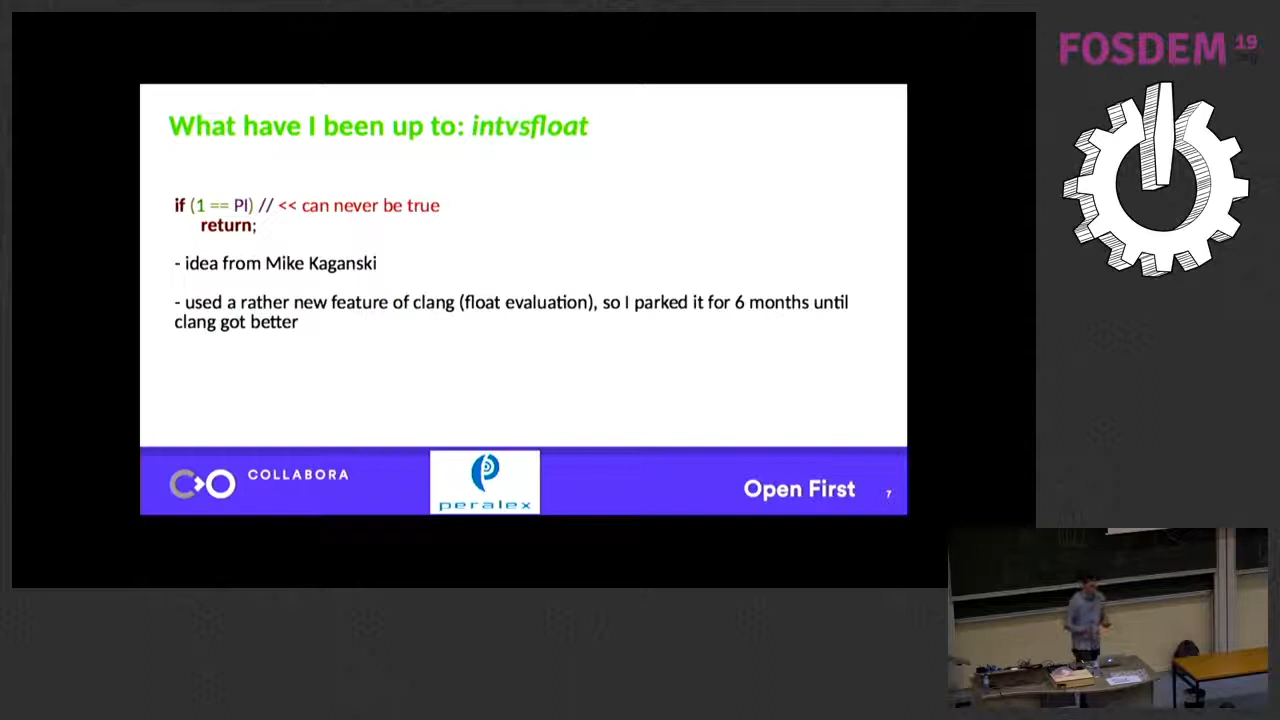 FOSDEM 19
.org
What have I been up to: intvsfloat
if (1 == PI) // << can never be true
return;
- idea from Mike Kaganski
- used a rather new feature of clang (float evaluation), so I parked it for 6 months until
clang got better
COLLABORA
peralex
Open First
7